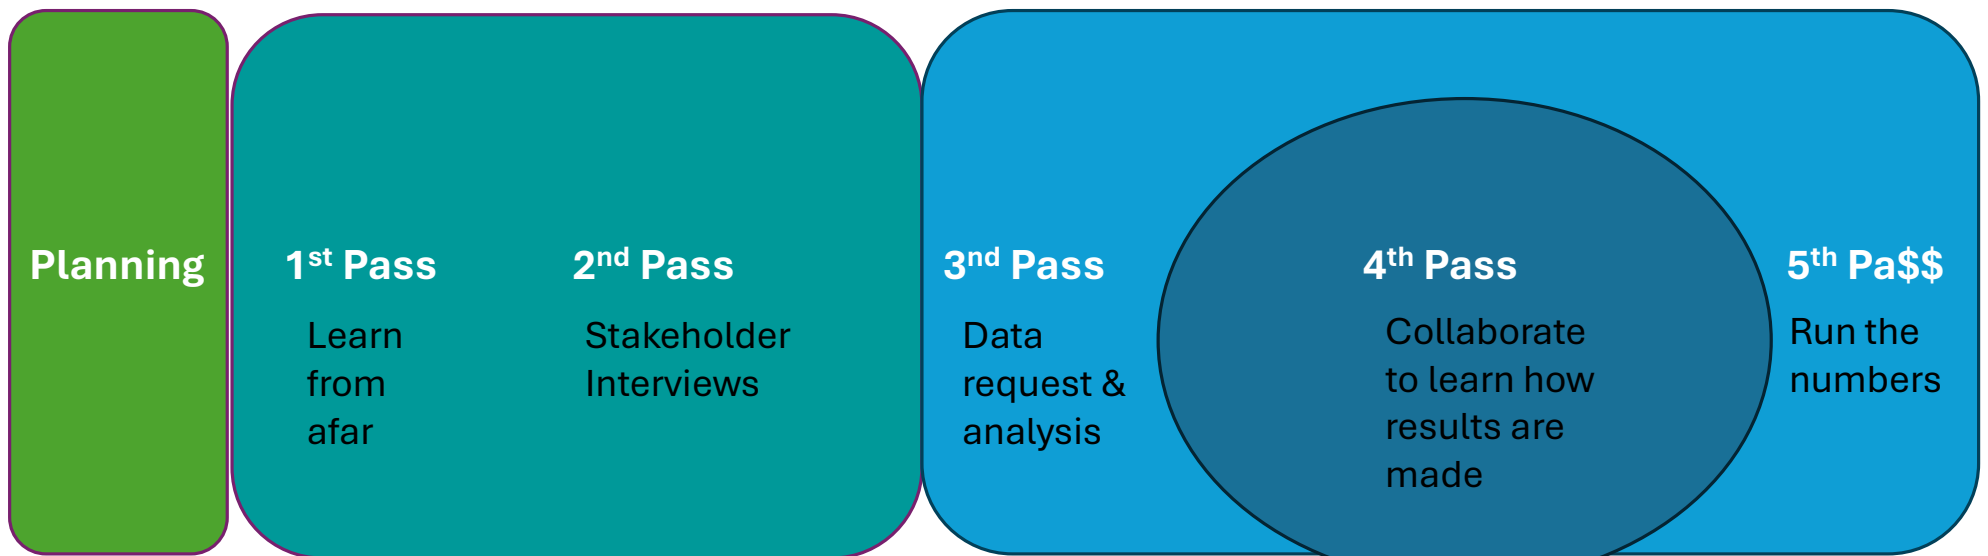 Planning
1st Pass
Learn
from
afar
2nd Pass
Stakeholder
Interviews
3nd Pass
Data
request &
analysis
4th Pass
Collaborate
to learn how
results are
made
5th Pa$$
Run the
numbers